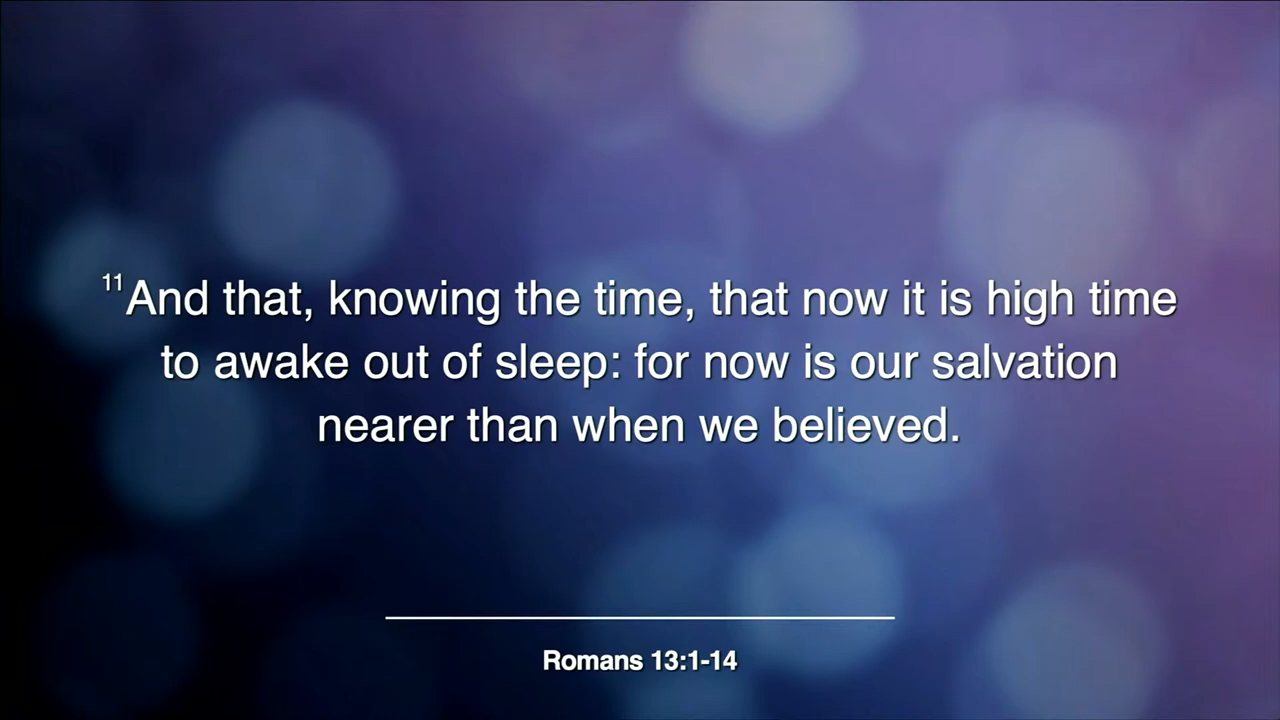 11And that, knowing the time, that now it is high time
to awake out of sleep: for now is our salvation
nearer than when we believed.
Romans 13:1-14